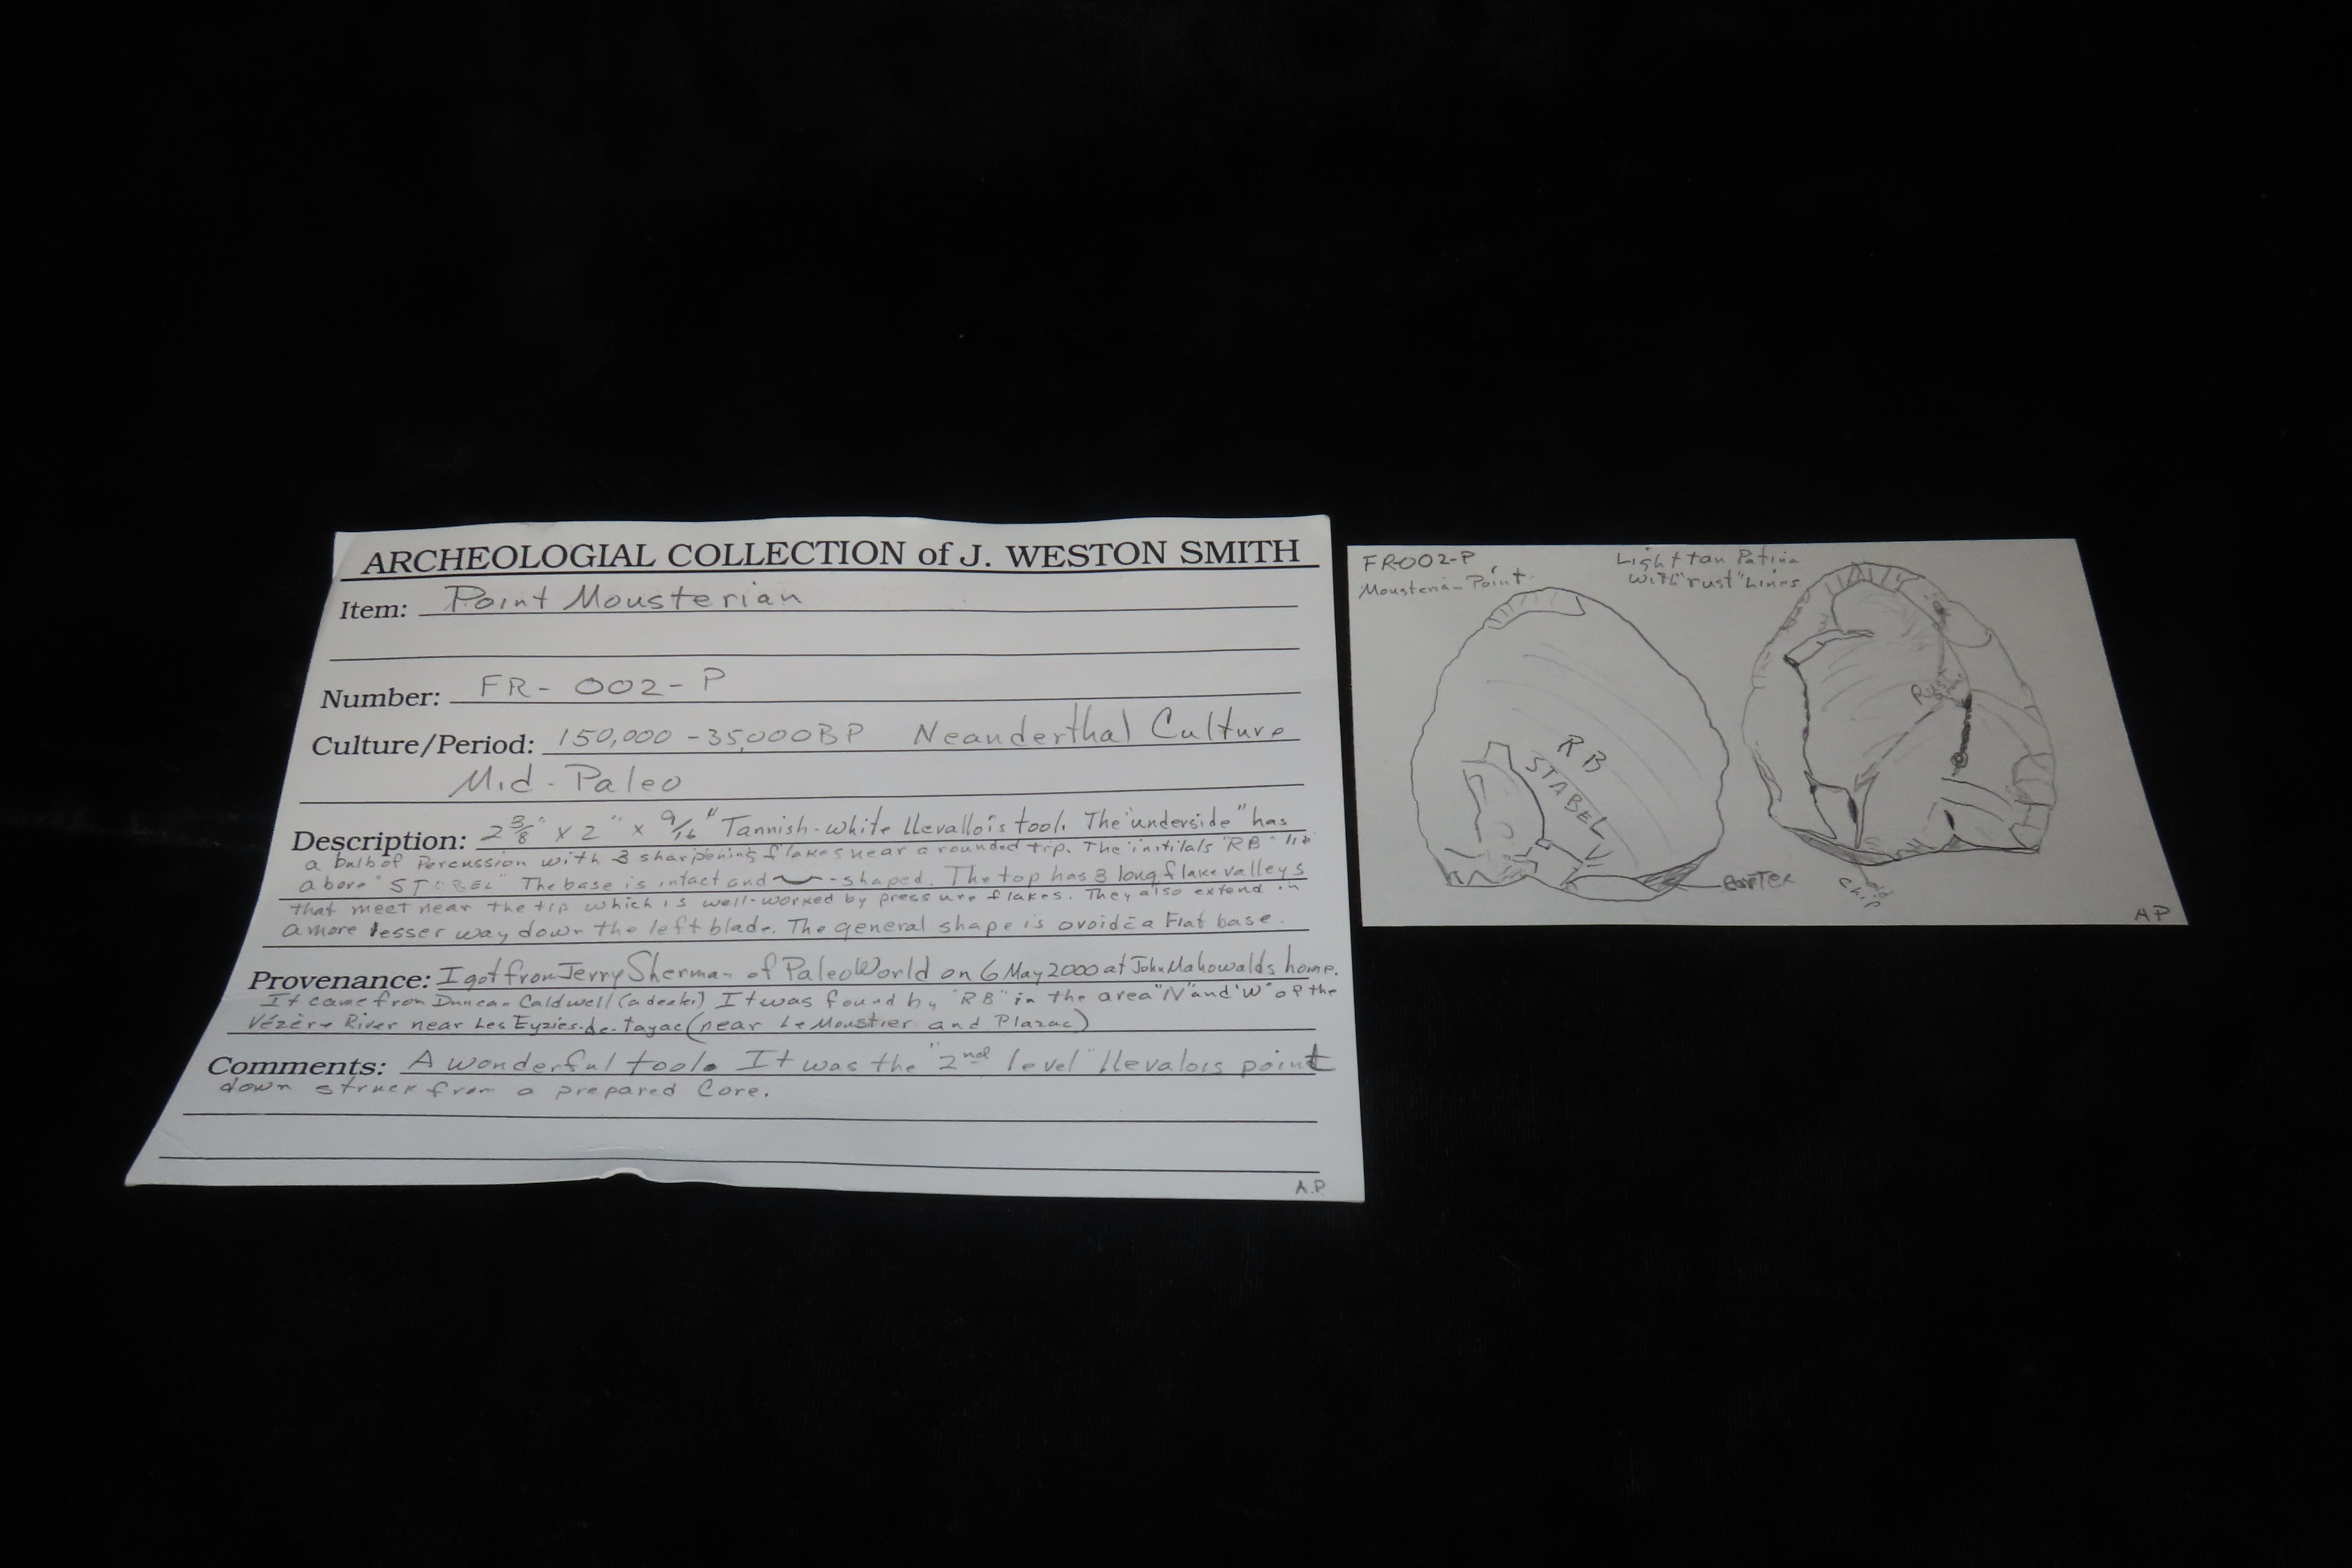 ARCHEOLOGIAL COLLECTION of J. WESTON SMITH
Item: Point Mousterian
Number: FR-002-P
Culture/Period: 150,000-35,000BP Neanderthal Culture
Mid-Paleo
Description: 2 3/8" x 2" x 9/16" Tannish-white llevallois tool. The "underside" has
a bulb of Percussion with 3 sharpening flakes near a rounded tip. The initilals "RB"
above The base is intact and -shaped. The top has 3 long flake valleys
that meet near the tip which is well-worked by pressure flakes. They also extend in
a more lesser way down the left blade. The general shape is ovoid c̄ a Flat base.
Provenance: I got from Jerry Sherman of PaleoWorld on 6 May 2000 at John Mahowalds home.
It came from Duncan Caldwell (a dealer) It was found by "RB" in the area "N" and "W" of the
Vézère River near Les Eyzies-de-Tayac (near Le Moustier and Plazac)
Comments: A wonderful tool. It was the "2nd level" llevalois point
down struck from a prepared Core.
A.P.
FR-002-P
Mousterian Point
Light tan Patina
with "rust" Lines
RB
STABEL
Cortex
Rust
old
chip
AP